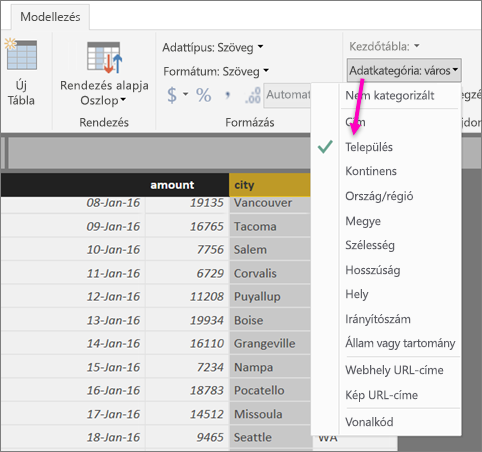 Modellezés
Adattípus: Szöveg
Kezdőtábla:
Formátum: Szöveg
Adatkategória: város
Új
Tábla
Rendezés alapja
Oszlop
$ % , .00
Automat
Rendezés
Formázás
Nem kategorizált
Cím
Település
Kontinens
Ország/régió
Megye
Szélesség
Hosszúság
Hely
Irányítószám
Állam vagy tartomány
Webhely URL-címe
Kép URL-címe
Vonalkód
amount city
08-Jan-16 19135 Vancouver
09-Jan-16 16765 Tacoma
10-Jan-16 7756 Salem
11-Jan-16 6729 Corvalis
12-Jan-16 11208 Puyallup
13-Jan-16 19934 Boise
14-Jan-16 16110 Grangeville
15-Jan-16 7234 Nampa
16-Jan-16 18783 Pocatello
17-Jan-16 14512 Missoula
18-Jan-16 9465 Seattle WA